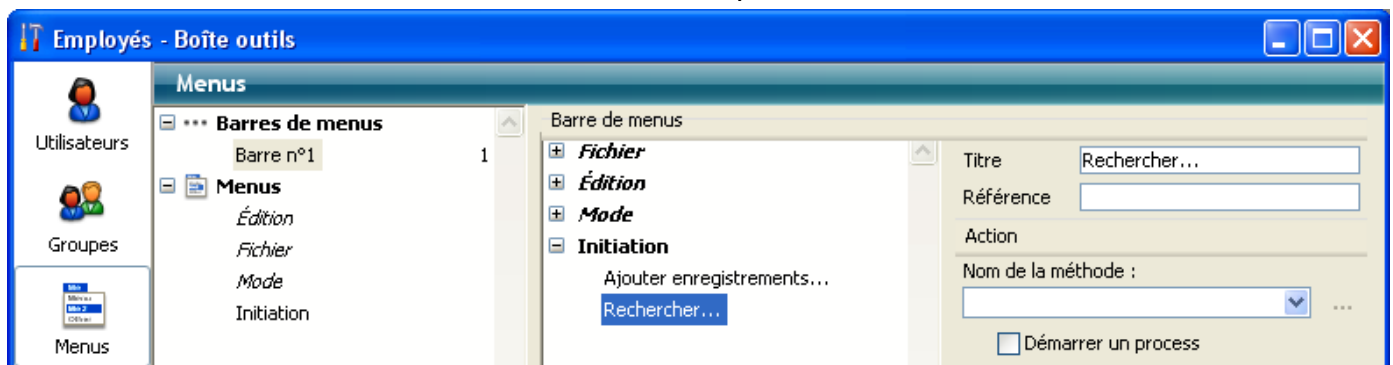 Employés - Boîte outils
Menus
Utilisateurs
Groupes
Menus
Barres de menus
Barre n°1 1
Menus
Édition
Fichier
Mode
Initiation
Barre de menus
Fichier
Édition
Mode
Initiation
Ajouter enregistrements...
Rechercher...
Titre Rechercher...
Référence
Action
Nom de la méthode :
...
Démarrer un process